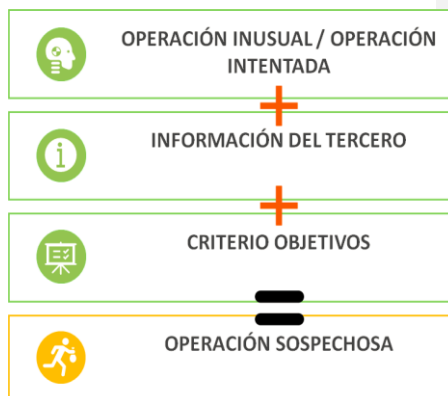 OPERACIÓN INUSUAL / OPERACIÓN
INTENTADA
+
i
INFORMACIÓN DEL TERCERO
+
CRITERIO OBJETIVOS
=
OPERACIÓN SOSPECHOSA